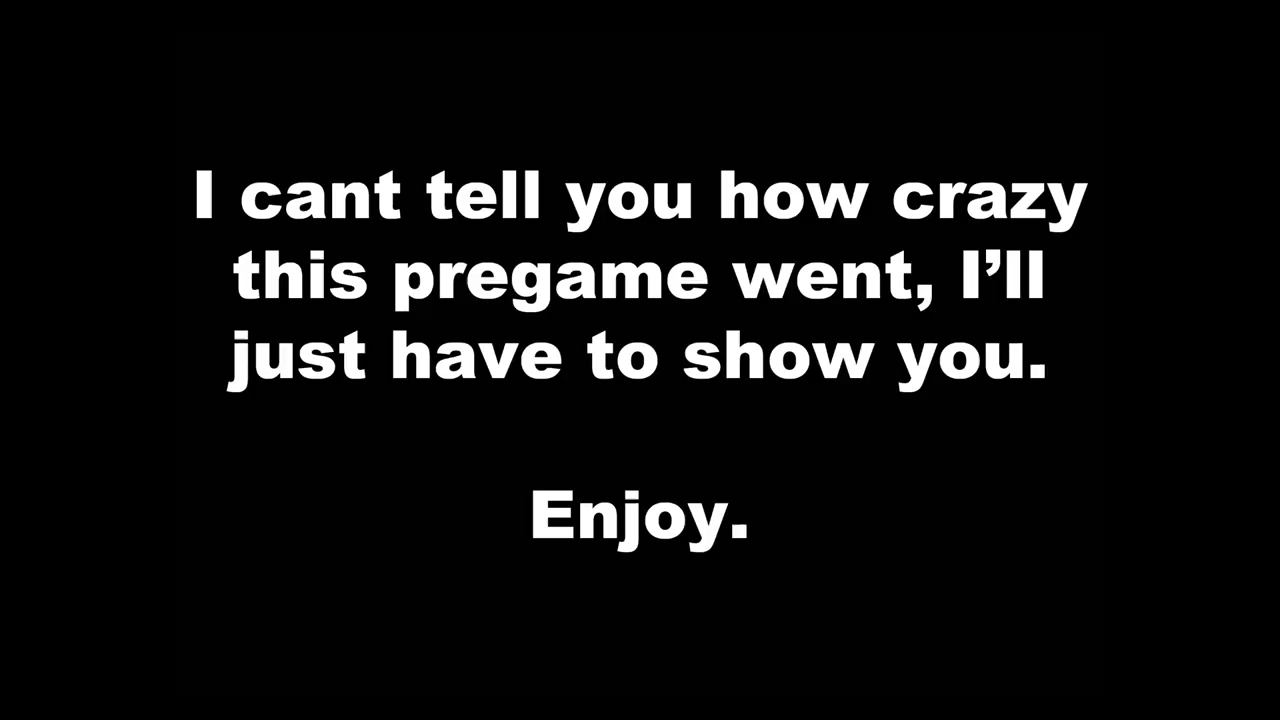 I cant tell you how crazy
this pregame went, I’ll
just have to show you.
Enjoy.